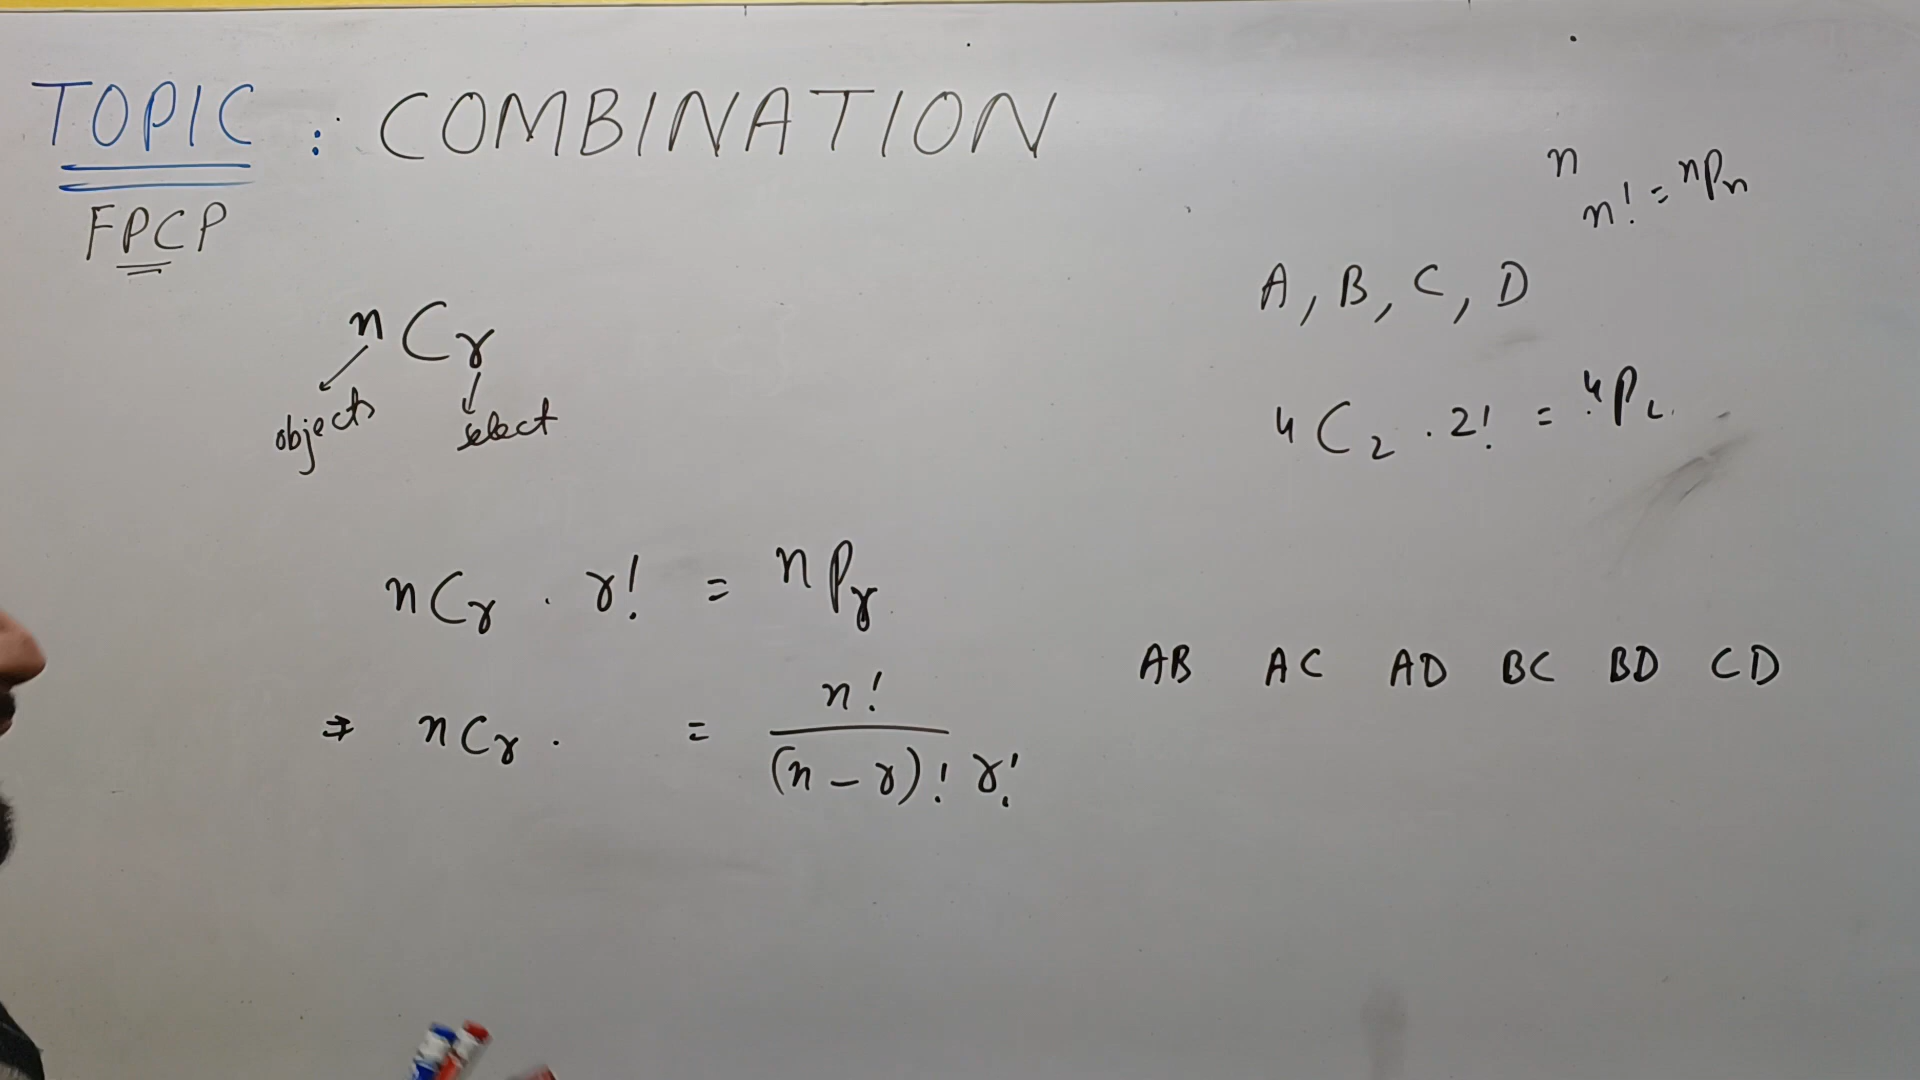 TOPIC : COMBINATION
FPCP
nCr
objects
select
nCr . r! = nPr
⇒ nCr . = n! / (n-r)! r!
n
n! = nPn
A, B, C, D
4C2 . 2! = 4P2
AB AC AD BC BD CD